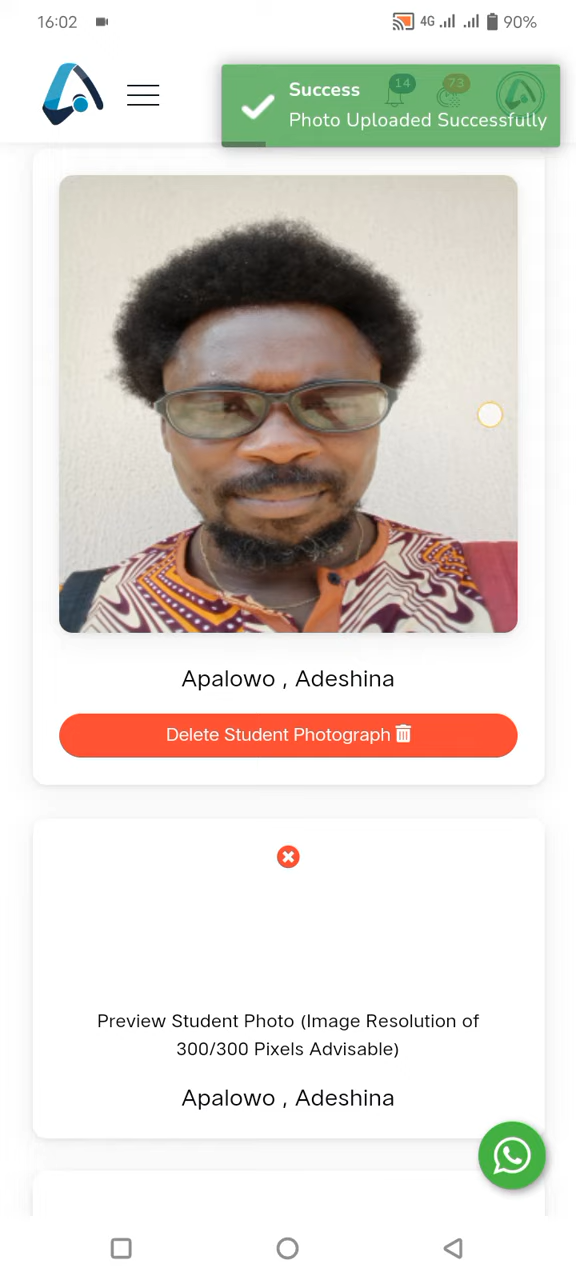 16:02
4G
90%
14
73
Success
Photo Uploaded Successfully
Apalowo , Adeshina
Delete Student Photograph
Preview Student Photo (Image Resolution of
300/300 Pixels Advisable)
Apalowo , Adeshina